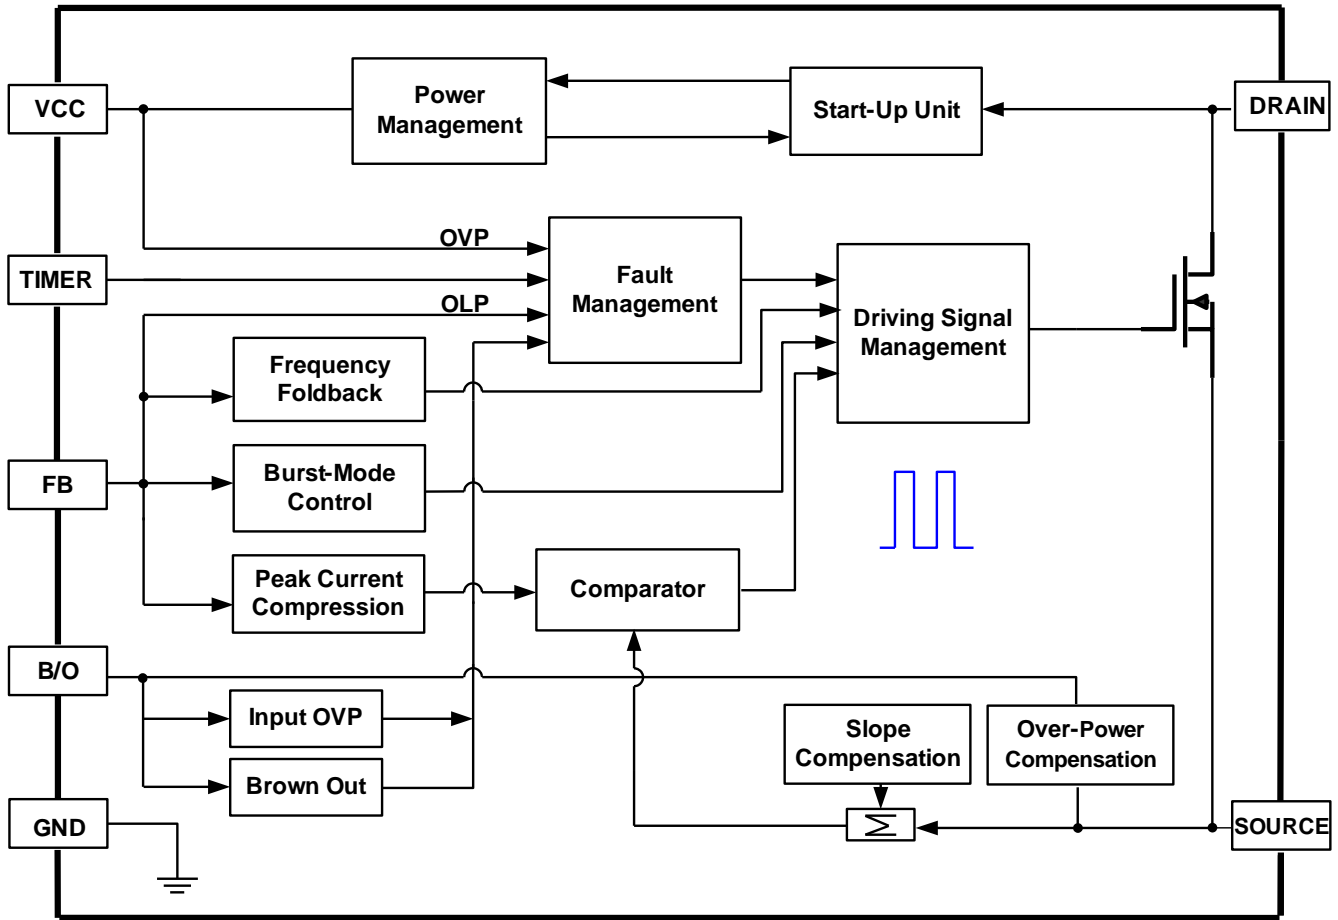 VCC
Power
Management
Start-Up Unit
DRAIN
OVP
TIMER
OLP
Fault
Management
Driving Signal
Management
Frequency
Foldback
FB
Burst-Mode
Control
Peak Current
Compression
Comparator
B/O
Input OVP
Brown Out
Slope
Compensation
Over-Power
Compensation
GND
Σ
SOURCE